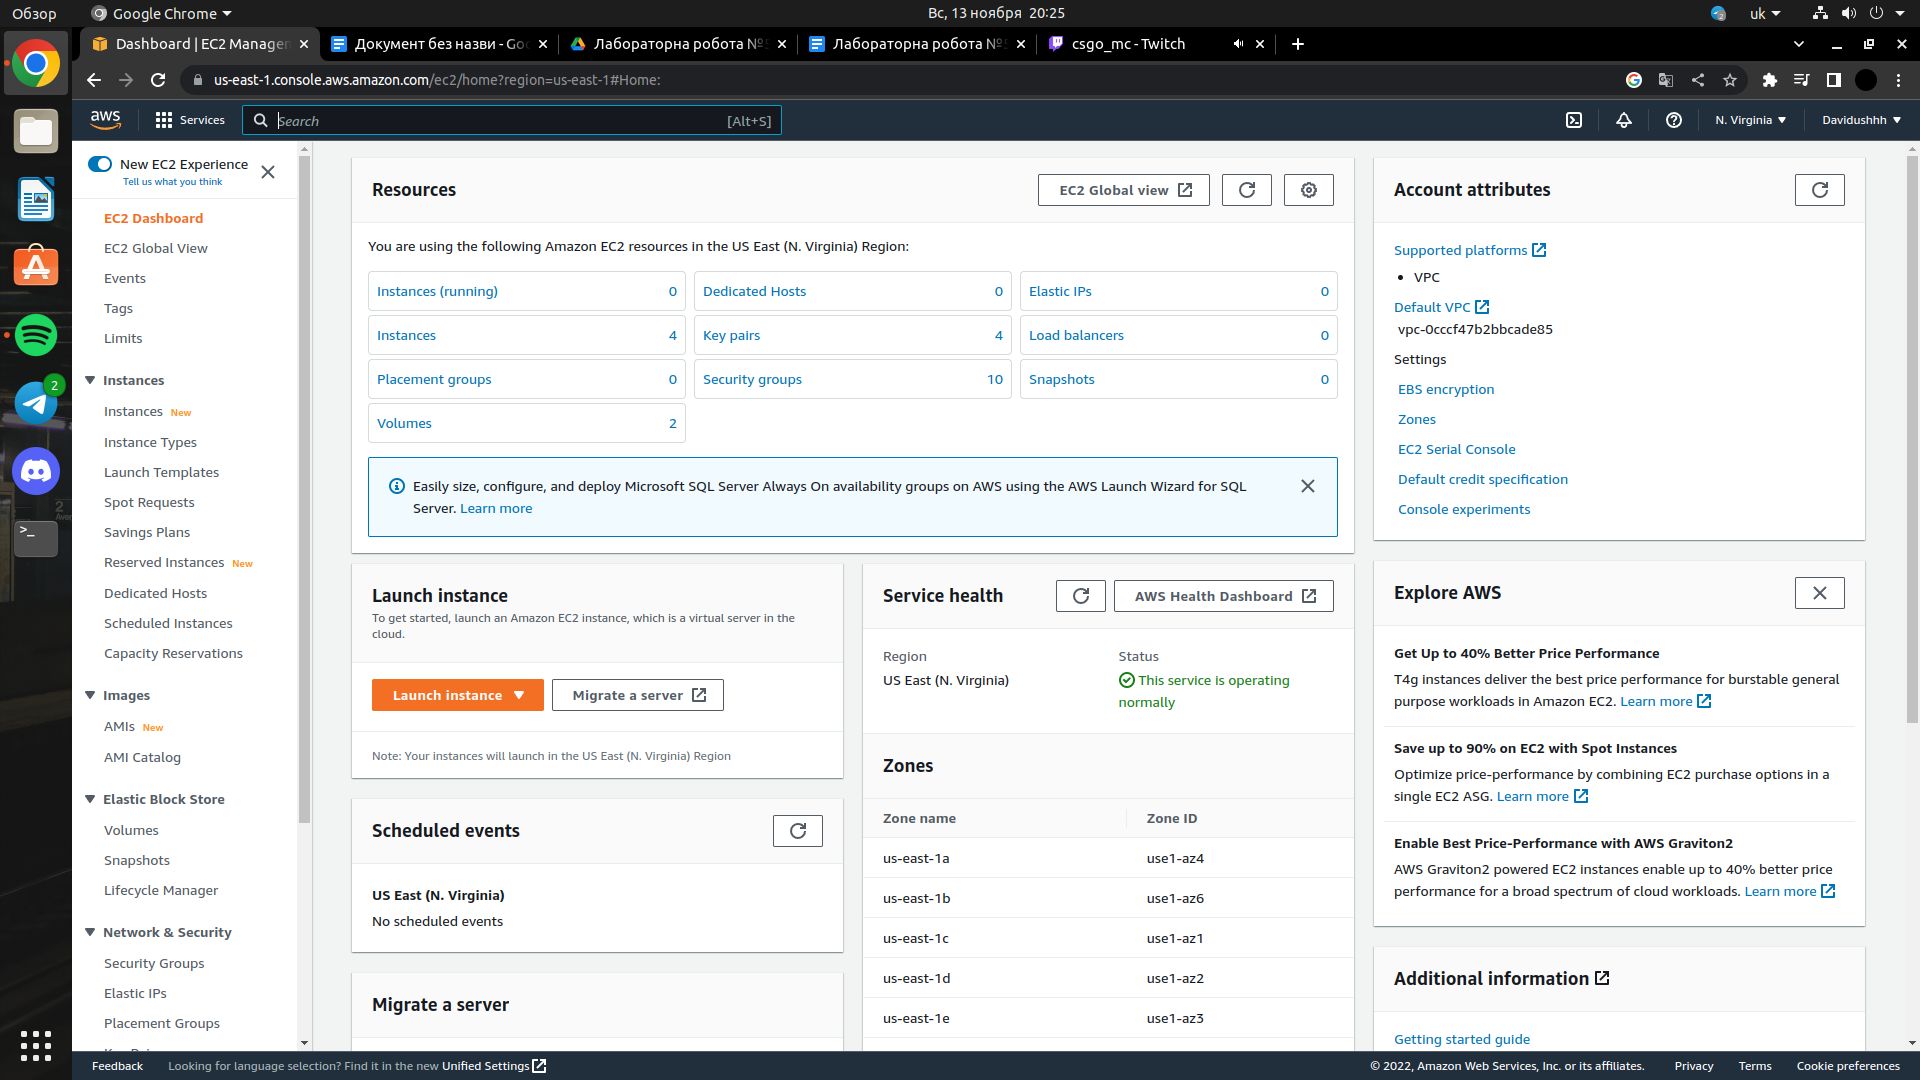 Обзор
Google Chrome
Вс, 13 ноября 20:25
uk
Dashboard | EC2 Manager
Документ без назви - Goo
Лабораторна робота №
Лабораторна робота №
csgo_mc - Twitch
us-east-1.console.aws.amazon.com/ec2/home?region=us-east-1#Home:
aws
Services
Search
[Alt+S]
N. Virginia
Davidushhh
New EC2 Experience
Tell us what you think
EC2 Dashboard
EC2 Global View
Events
Tags
Limits
Instances
Instances New
Instance Types
Launch Templates
Spot Requests
Savings Plans
Reserved Instances New
Dedicated Hosts
Scheduled Instances
Capacity Reservations
Images
AMIs New
AMI Catalog
Elastic Block Store
Volumes
Snapshots
Lifecycle Manager
Network & Security
Security Groups
Elastic IPs
Placement Groups
2
Resources
EC2 Global view
You are using the following Amazon EC2 resources in the US East (N. Virginia) Region:
Instances (running) 0
Dedicated Hosts 0
Elastic IPs 0
Instances 4
Key pairs 4
Load balancers 0
Placement groups 0
Security groups 10
Snapshots 0
Volumes 2
Easily size, configure, and deploy Microsoft SQL Server Always On availability groups on AWS using the AWS Launch Wizard for SQL
Server. Learn more
Launch instance
To get started, launch an Amazon EC2 instance, which is a virtual server in the
cloud.
Launch instance
Migrate a server
Note: Your instances will launch in the US East (N. Virginia) Region
Scheduled events
US East (N. Virginia)
No scheduled events
Migrate a server
Service health
AWS Health Dashboard
Region
US East (N. Virginia)
Status
This service is operating
normally
Zones
Zone name Zone ID
us-east-1a use1-az4
us-east-1b use1-az6
us-east-1c use1-az1
us-east-1d use1-az2
us-east-1e use1-az3
Account attributes
Supported platforms
• VPC
Default VPC
vpc-0cccf47b2bbcade85
Settings
EBS encryption
Zones
EC2 Serial Console
Default credit specification
Console experiments
Explore AWS
Get Up to 40% Better Price Performance
T4g instances deliver the best price performance for burstable general
purpose workloads in Amazon EC2. Learn more
Save up to 90% on EC2 with Spot Instances
Optimize price-performance by combining EC2 purchase options in a
single EC2 ASG. Learn more
Enable Best Price-Performance with AWS Graviton2
AWS Graviton2 powered EC2 instances enable up to 40% better price
performance for a broad spectrum of cloud workloads. Learn more
Additional information
Getting started guide
Feedback
Looking for language selection? Find it in the new Unified Settings
© 2022, Amazon Web Services, Inc. or its affiliates.
Privacy
Terms
Cookie preferences